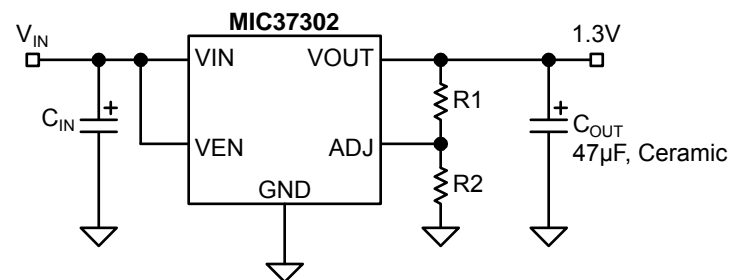 MIC37302
V_IN
1.3V
VIN
VOUT
R1
C_IN
+
+
C_OUT
47µF, Ceramic
VEN
ADJ
R2
GND